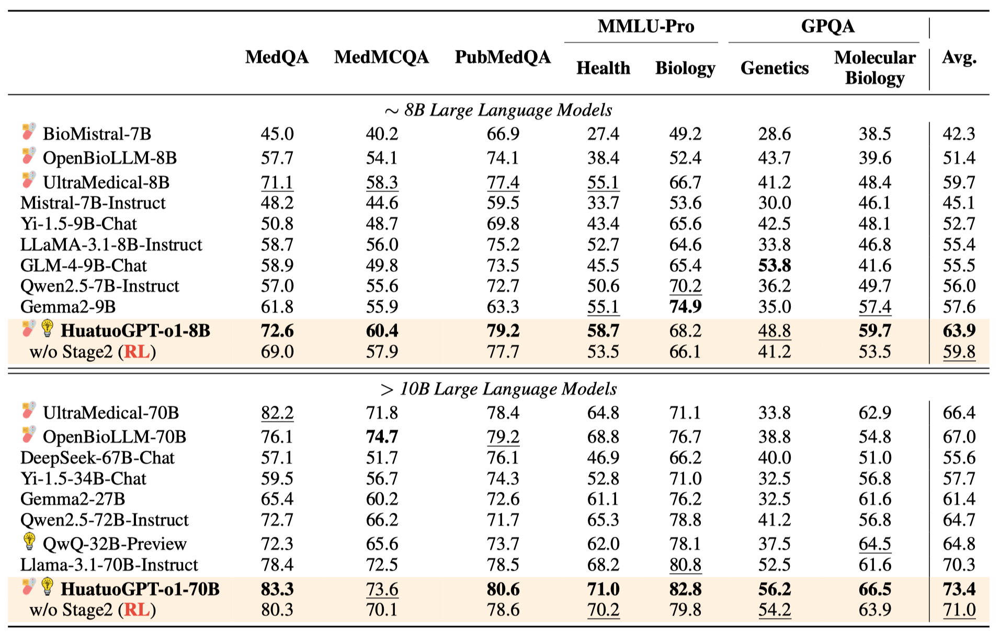 MMLU-Pro GPQA
MedQA MedMCQA PubMedQA Health Biology Genetics Molecular Biology Avg.
~ 8B Large Language Models
BioMistral-7B 45.0 40.2 66.9 27.4 49.2 28.6 38.5 42.3
OpenBioLLM-8B 57.7 54.1 74.1 38.4 52.4 43.7 39.6 51.4
UltraMedical-8B 71.1 58.3 77.4 55.1 66.7 41.2 48.4 59.7
Mistral-7B-Instruct 48.2 44.6 59.5 33.7 53.6 30.0 46.1 45.1
Yi-1.5-9B-Chat 50.8 48.7 69.8 43.4 65.6 42.5 48.1 52.7
LLaMA-3.1-8B-Instruct 58.7 56.0 75.2 52.7 64.6 33.8 46.8 55.4
GLM-4-9B-Chat 58.9 49.8 73.5 45.5 65.4 53.8 41.6 55.5
Qwen2.5-7B-Instruct 57.0 55.6 72.7 50.6 70.2 36.2 49.7 56.0
Gemma2-9B 61.8 55.9 63.3 55.1 74.9 35.0 57.4 57.6
HuatuoGPT-o1-8B 72.6 60.4 79.2 58.7 68.2 48.8 59.7 63.9
w/o Stage2 (RL) 69.0 57.9 77.7 53.5 66.1 41.2 53.5 59.8
> 10B Large Language Models
UltraMedical-70B 82.2 71.8 78.4 64.8 71.1 33.8 62.9 66.4
OpenBioLLM-70B 76.1 74.7 79.2 68.8 76.7 38.8 54.8 67.0
DeepSeek-67B-Chat 57.1 51.7 76.1 46.9 66.2 40.0 51.0 55.6
Yi-1.5-34B-Chat 59.5 56.7 74.3 52.8 71.0 32.5 56.8 57.7
Gemma2-27B 65.4 60.2 72.6 61.1 76.2 32.5 61.6 61.4
Qwen2.5-72B-Instruct 72.7 66.2 71.7 65.3 78.8 41.2 56.8 64.7
QwQ-32B-Preview 72.3 65.6 73.7 62.0 78.1 37.5 64.5 64.8
Llama-3.1-70B-Instruct 78.4 72.5 78.5 68.2 80.8 52.5 61.6 70.3
HuatuoGPT-o1-70B 83.3 73.6 80.6 71.0 82.8 56.2 66.5 73.4
w/o Stage2 (RL) 80.3 70.1 78.6 70.2 79.8 54.2 63.9 71.0